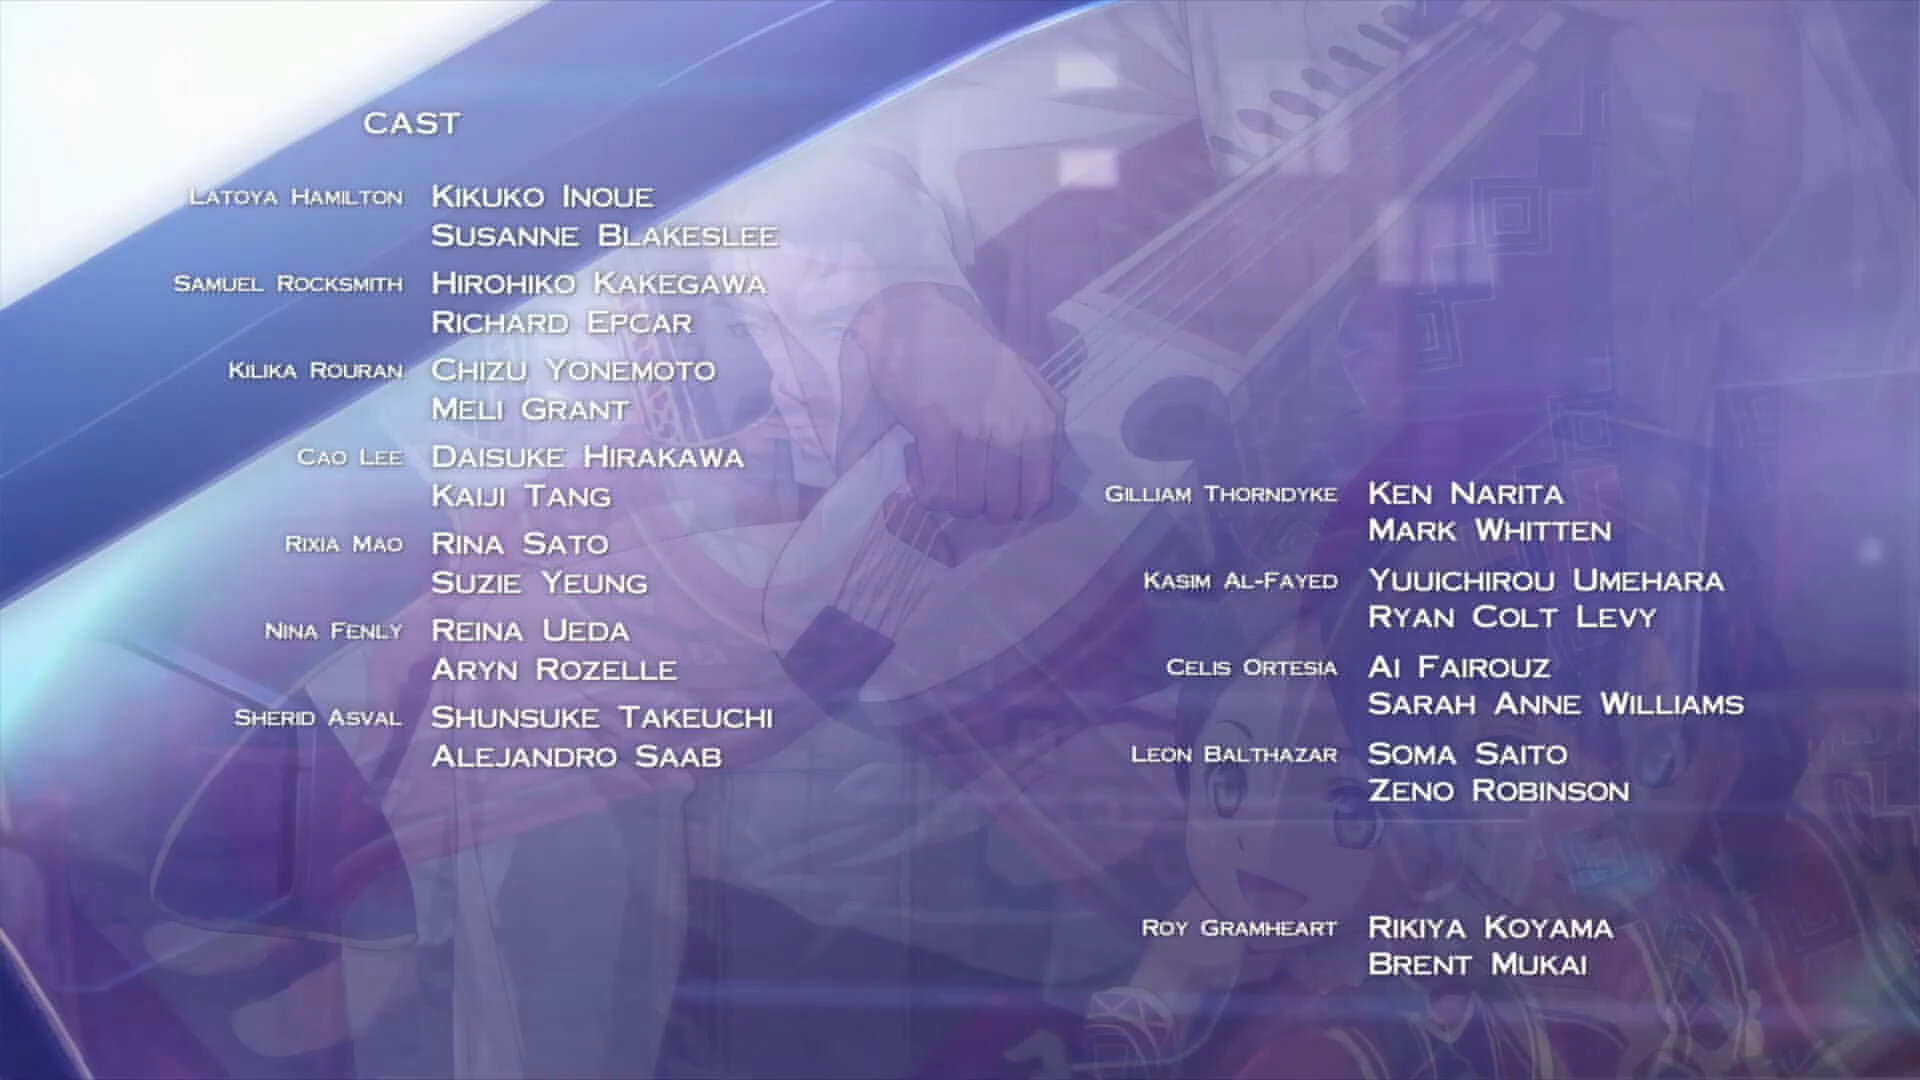 CAST
LATOYA HAMILTON KIKUKO INOUE
SUSANNE BLAKESLEE
SAMUEL ROCKSMITH HIROHIKO KAKEGAWA
RICHARD EPCAR
KILIKA ROURAN CHIZU YONEMOTO
MELI GRANT
CAO LEE DAISUKE HIRAKAWA
KAIJI TANG
RIXIA MAO RINA SATO
SUZIE YEUNG
NINA FENLY REINA UEDA
ARYN ROZELLE
SHERID ASVAL SHUNSUKE TAKEUCHI
ALEJANDRO SAAB
GILLIAM THORNDYKE KEN NARITA
MARK WHITTEN
KASIM AL-FAYED YUUICHIROU UMEHARA
RYAN COLT LEVY
CELIS ORTESIA AI FAIROUZ
SARAH ANNE WILLIAMS
LEON BALTHAZAR SOMA SAITO
ZENO ROBINSON
ROY GRAMHEART RIKIYA KOYAMA
BRENT MUKAI